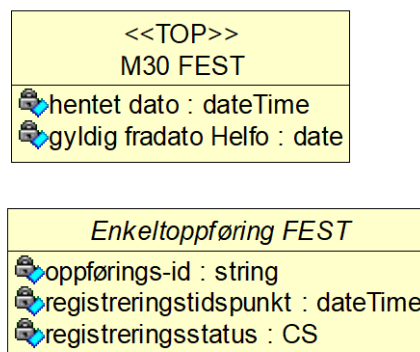 <<TOP>>
M30 FEST
hentet dato : dateTime
gyldig fradato Helfo : date
Enkeltoppføring FEST
oppførings-id : string
registreringstidspunkt : dateTime
registreringsstatus : CS